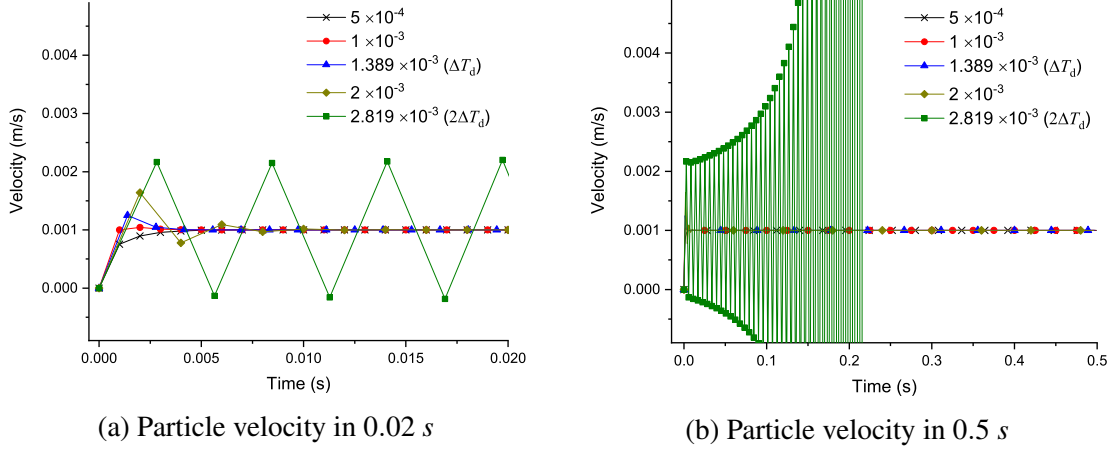 5 ×10⁻⁴
1 ×10⁻³
1.389 ×10⁻³ (ΔT_d)
2 ×10⁻³
2.819 ×10⁻³ (2ΔT_d)
Velocity (m/s)
0.004
0.003
0.002
0.001
0.000
0.000 0.005 0.010 0.015 0.020
Time (s)
(a) Particle velocity in 0.02 s
5 ×10⁻⁴
1 ×10⁻³
1.389 ×10⁻³ (ΔT_d)
2 ×10⁻³
2.819 ×10⁻³ (2ΔT_d)
Velocity (m/s)
0.004
0.003
0.002
0.001
0.000
0.0 0.1 0.2 0.3 0.4 0.5
Time (s)
(b) Particle velocity in 0.5 s